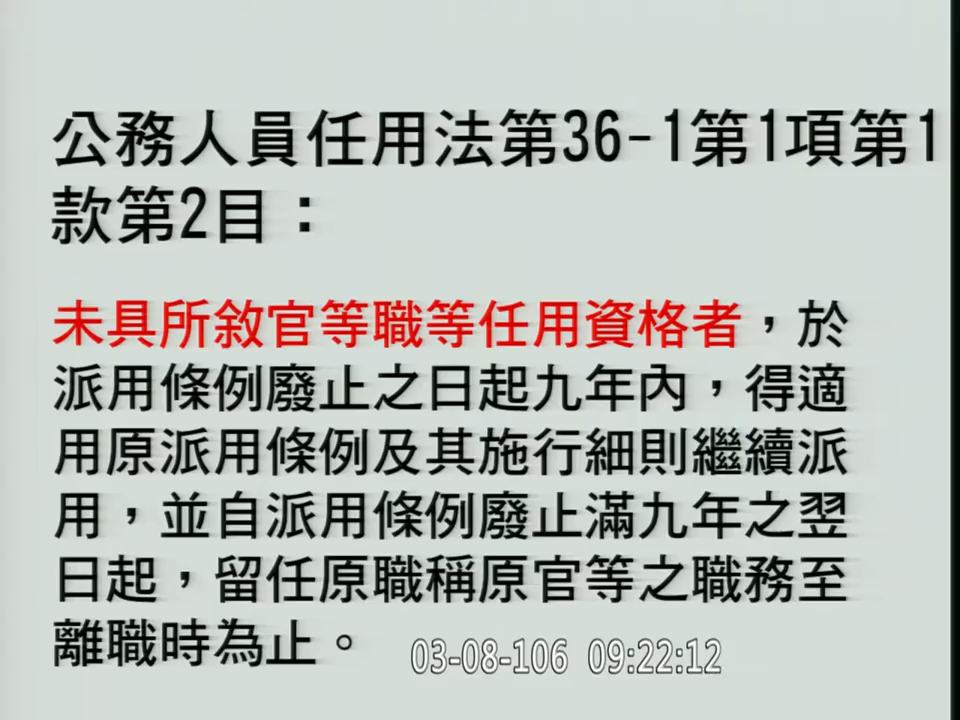 公務人員任用法第36-1第1項第1
款第2目：
未具所敘官等職等任用資格者，於
派用條例廢止之日起九年內，得適
用原派用條例及其施行細則繼續派
用，並自派用條例廢止滿九年之翌
日起，留任原職稱原官等之職務至
離職時為止。
03-08-106 09:22:12